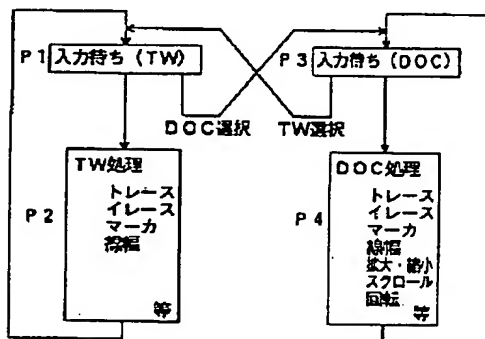 P1
入力待ち（TW）
P3
入力待ち（DOC）
DOC選択
TW選択
P2
TW処理
トレース
イレース
マーカ
線幅
等
P4
DOC処理
トレース
イレース
マーカ
線幅
拡大・縮小
スクロール
回転
等